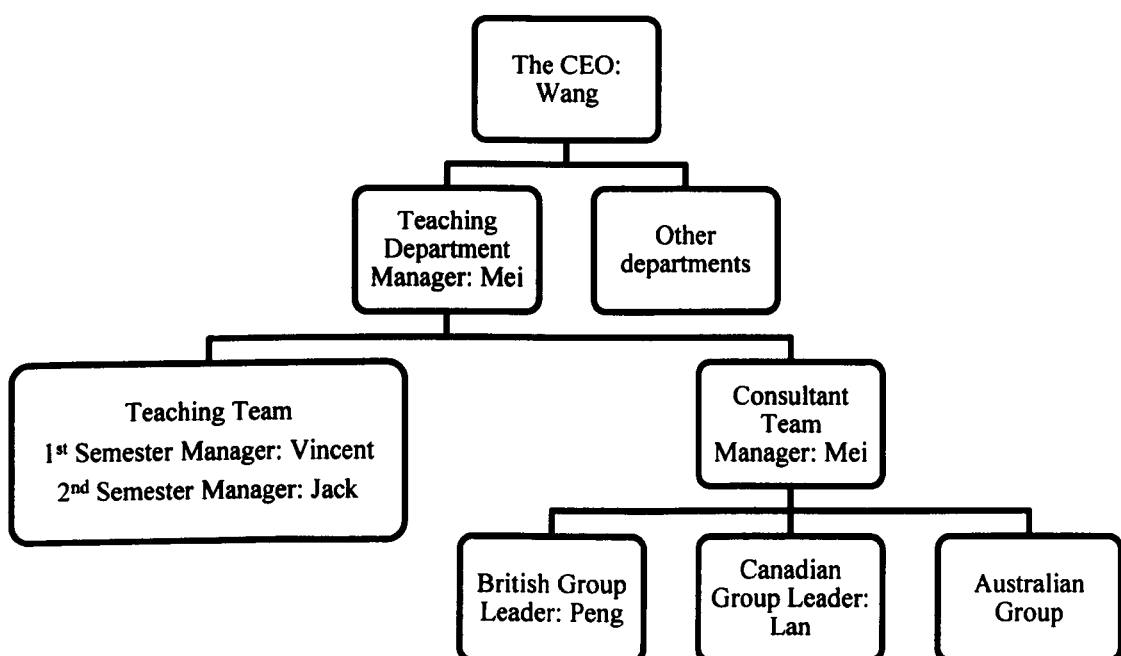 The CEO:
Wang
Teaching
Department
Manager: Mei
Other
departments
Teaching Team
1st Semester Manager: Vincent
2nd Semester Manager: Jack
Consultant
Team
Manager: Mei
British Group
Leader: Peng
Canadian
Group Leader:
Lan
Australian
Group